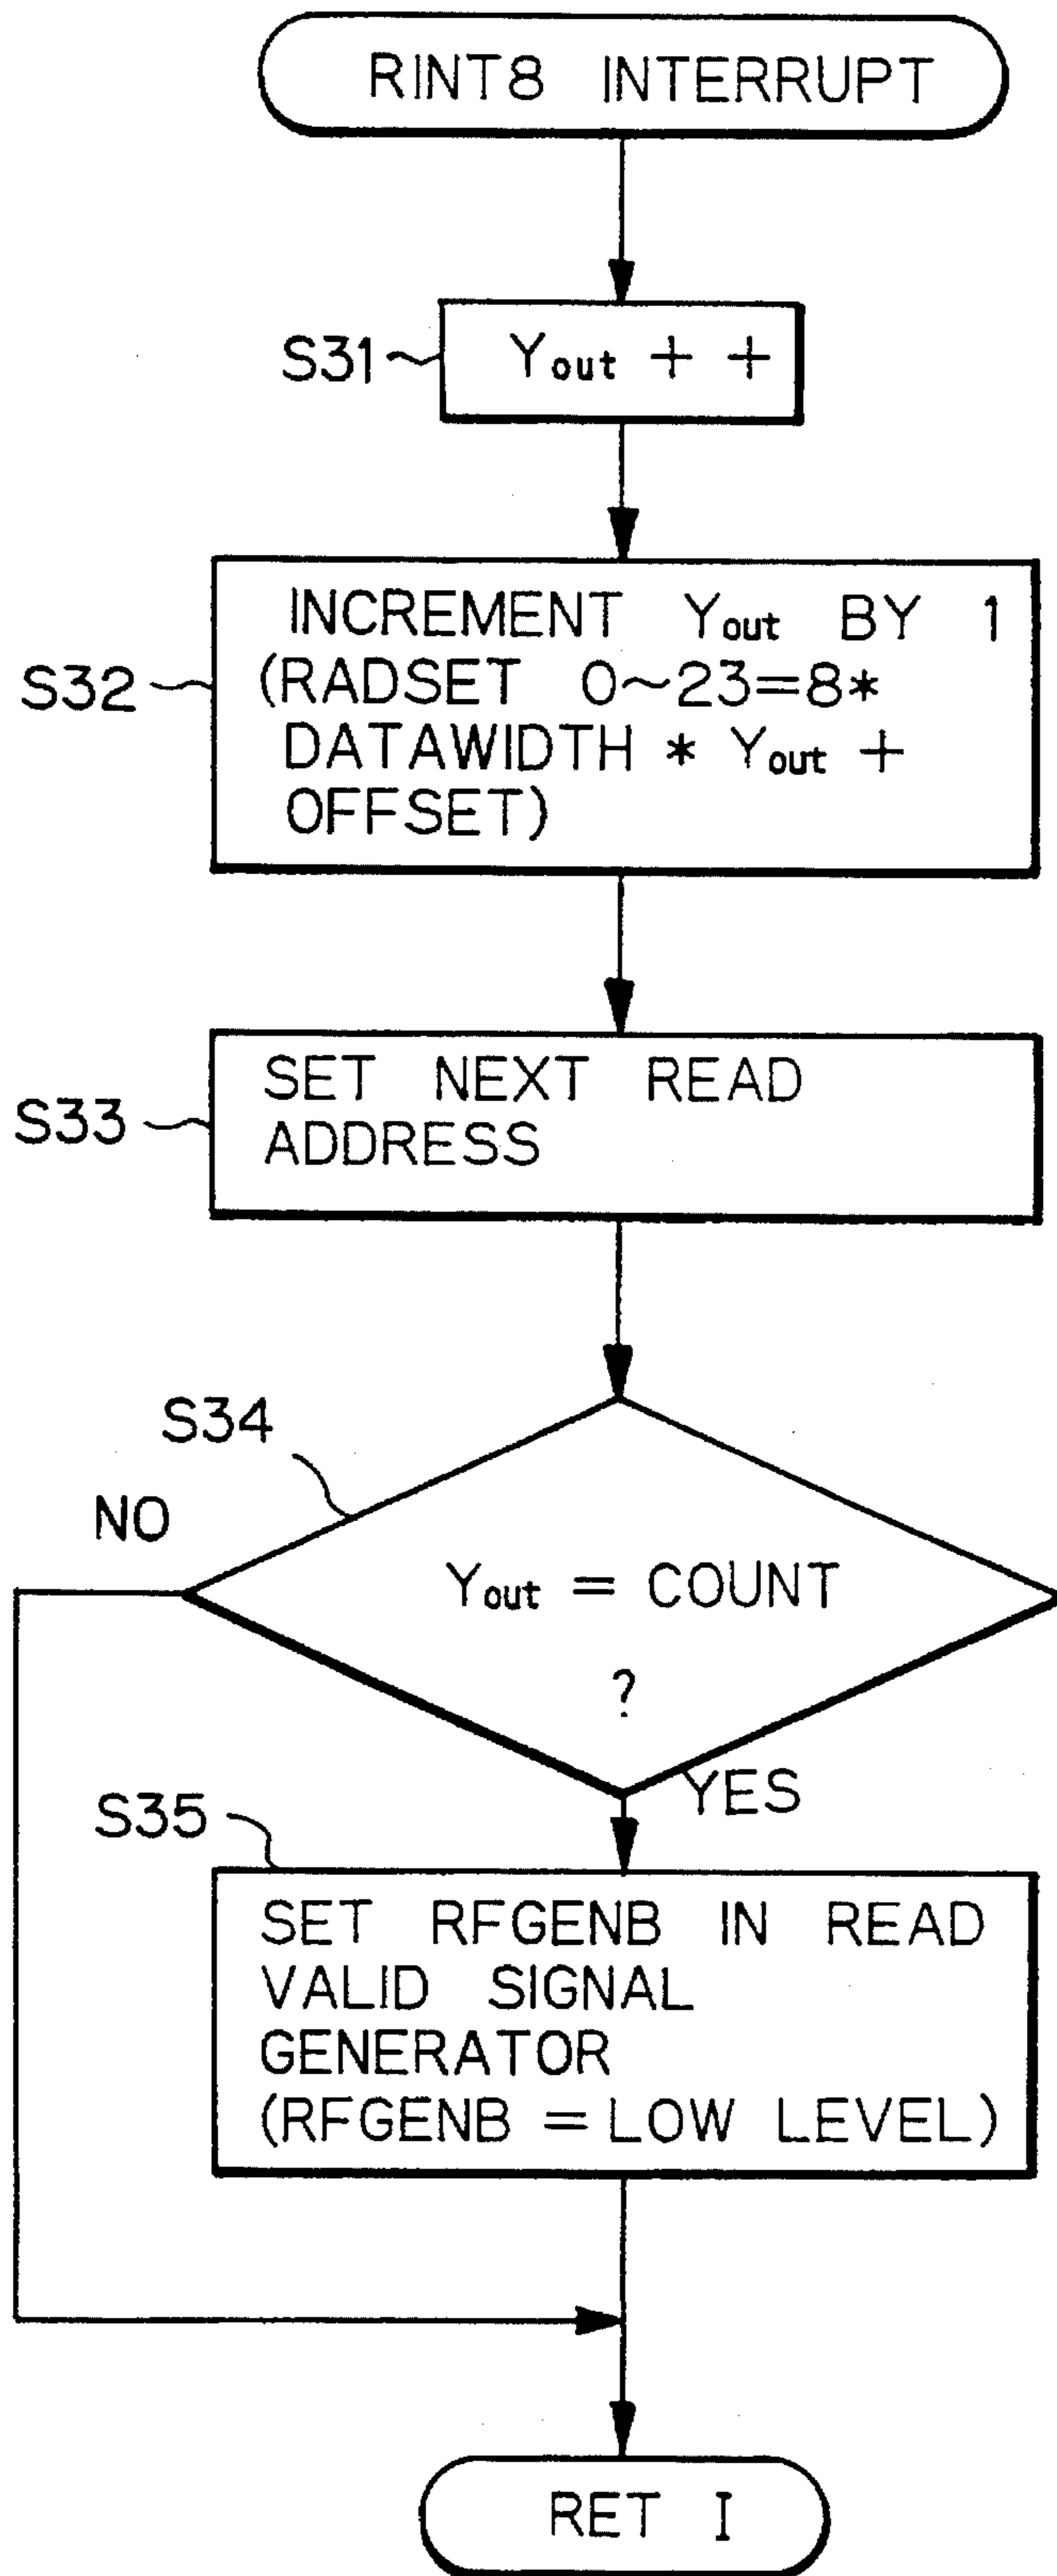 RINT8 INTERRUPT
S31
Yout + +
S32
INCREMENT Yout BY 1
(RADSET 0~23=8*
DATAWIDTH * Yout +
OFFSET)
S33
SET NEXT READ
ADDRESS
S34
NO
Yout = COUNT
?
YES
S35
SET RFGENB IN READ
VALID SIGNAL
GENERATOR
(RFGENB = LOW LEVEL)
RET I